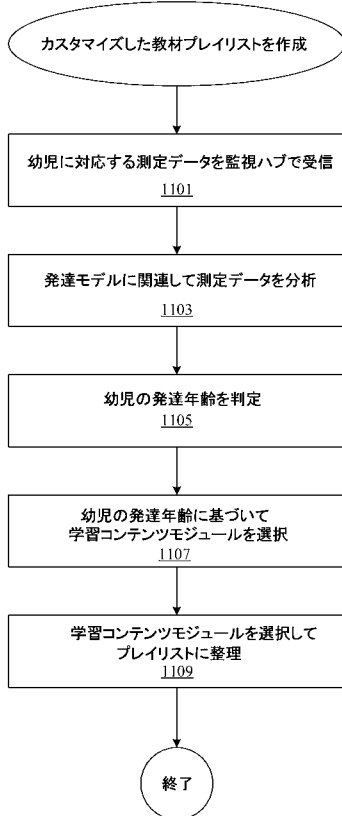 カスタマイズした教材プレイリストを作成
幼児に対応する測定データを監視ハブで受信
1101
発達モデルに関連して測定データを分析
1103
幼児の発達年齢を判定
1105
幼児の発達年齢に基づいて
学習コンテンツモジュールを選択
1107
学習コンテンツモジュールを選択して
プレイリストに整理
1109
終了